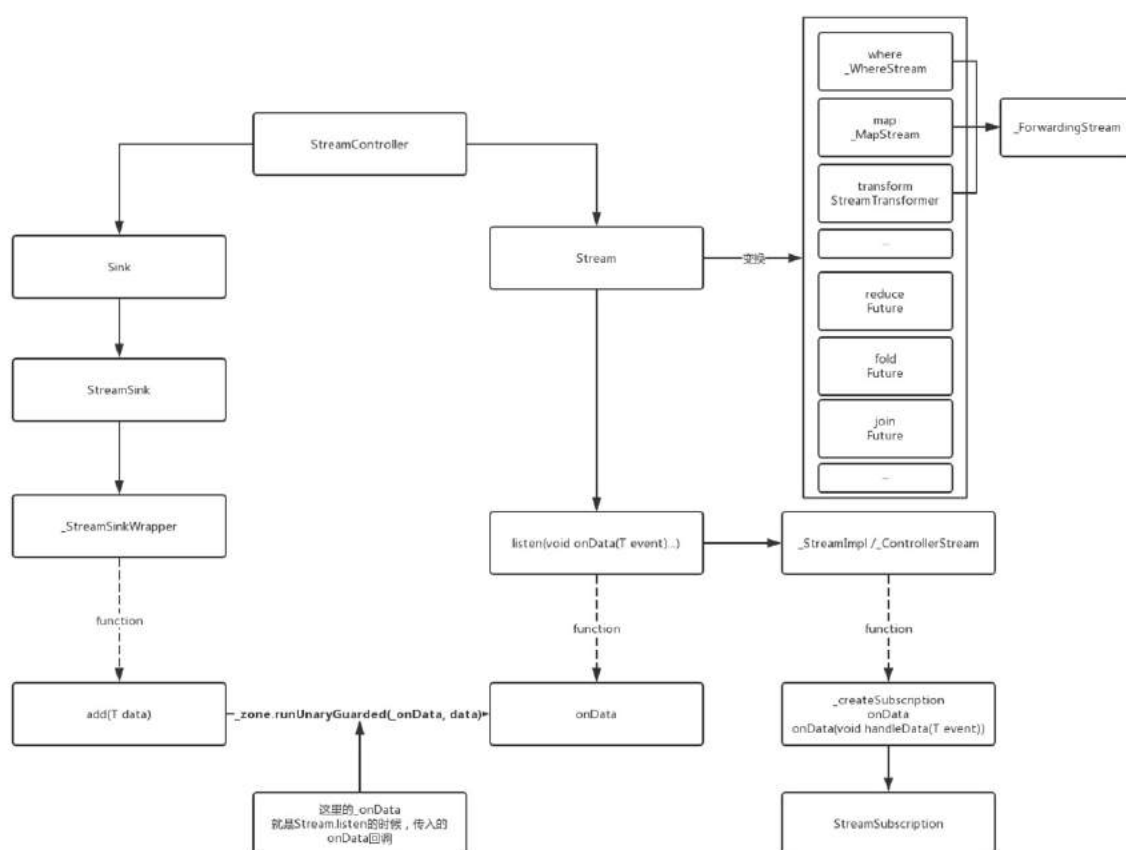 where
_WhereStream
map
_MapStream
_ForwardingStream
StreamController
transform
StreamTransformer
...
Sink
Stream
变换
reduce
Future
StreamSink
fold
Future
join
Future
...
_StreamSinkWrapper
listen(void onData(T event)...)
_StreamImpl /_ControllerStream
function
function
function
add(T data)
_zone.runUnaryGuarded(_onData, data)
onData
_createSubscription
onData
onData(void handleData(T event))
这里的_onData
就是Stream.listen的时候，传入的
onData回调
StreamSubscription